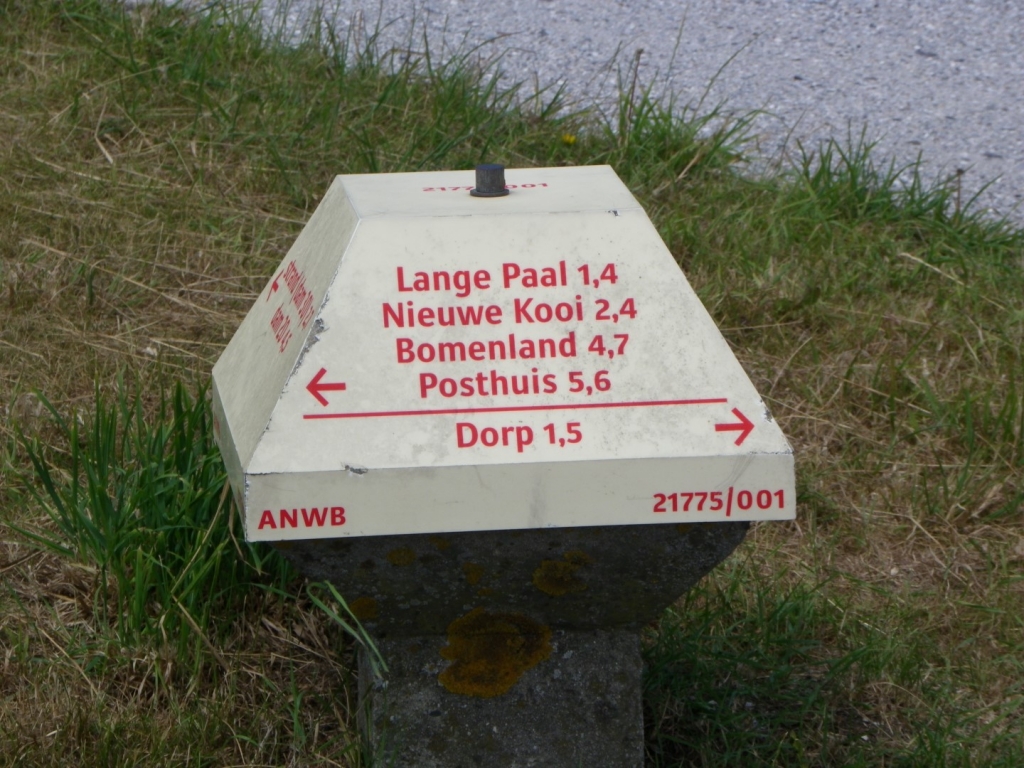 Lange Paal 1,4
Nieuwe Kooi 2,4
Bomenland 4,7
← Posthuis 5,6
Dorp 1,5 →
ANWB 21775/001